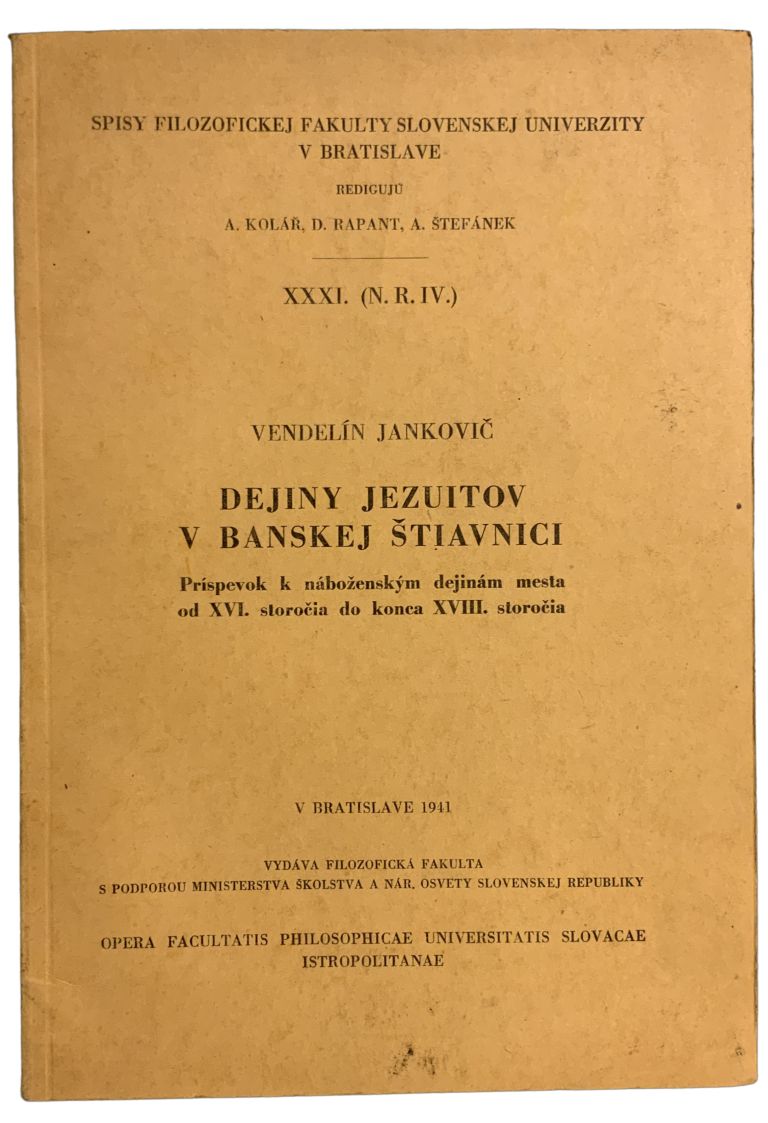 SPISY FILOZOFICKEJ FAKULTY SLOVENSKEJ UNIVERZITY
V BRATISLAVE
REDIGUJÚ
A. KOLÁŘ, D. RAPANT, A. ŠTEFÁNEK
XXXI. (N. R. IV.)
VENDELÍN JANKOVIČ
DEJINY JEZUITOV
V BANSKEJ ŠTIAVNICI
Príspevok k náboženským dejinám mesta
od XVI. storočia do konca XVIII. storočia
V BRATISLAVE 1941
VYDÁVA FILOZOFICKÁ FAKULTA
S PODPOROU MINISTERSTVA ŠKOLSTVA A NÁR. OSVETY SLOVENSKEJ REPUBLIKY
OPERA FACULTATIS PHILOSOPHICAE UNIVERSITATIS SLOVACAE
ISTROPOLITANAE